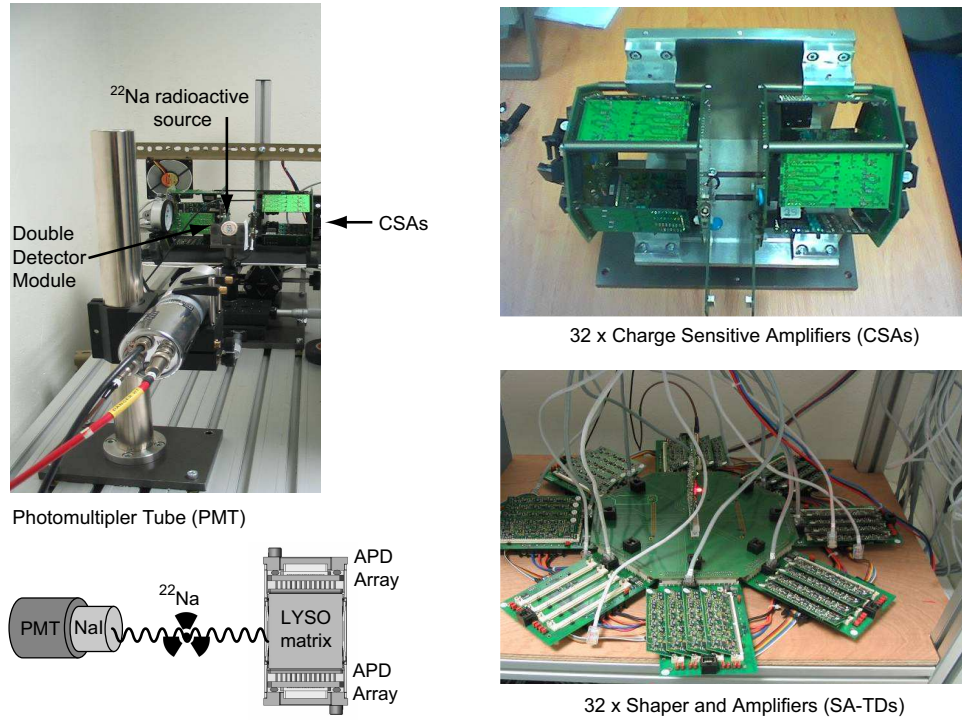 ²²Na radioactive
source
CSAs
Double
Detector
Module
Photomultipler Tube (PMT)
32 x Charge Sensitive Amplifiers (CSAs)
PMT
NaI
²²Na
LYSO
matrix
APD
Array
APD
Array
32 x Shaper and Amplifiers (SA-TDs)